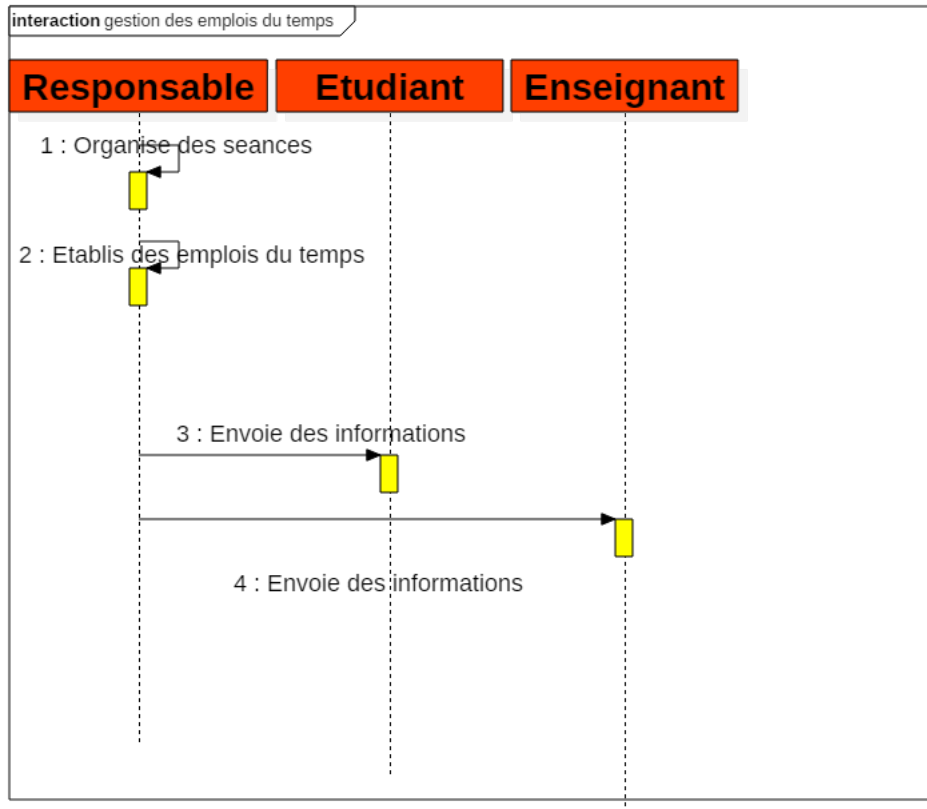 interaction gestion des emplois du temps
Responsable Etudiant Enseignant
1 : Organise des seances
2 : Etablis des emplois du temps
3 : Envoie des informations
4 : Envoie des informations